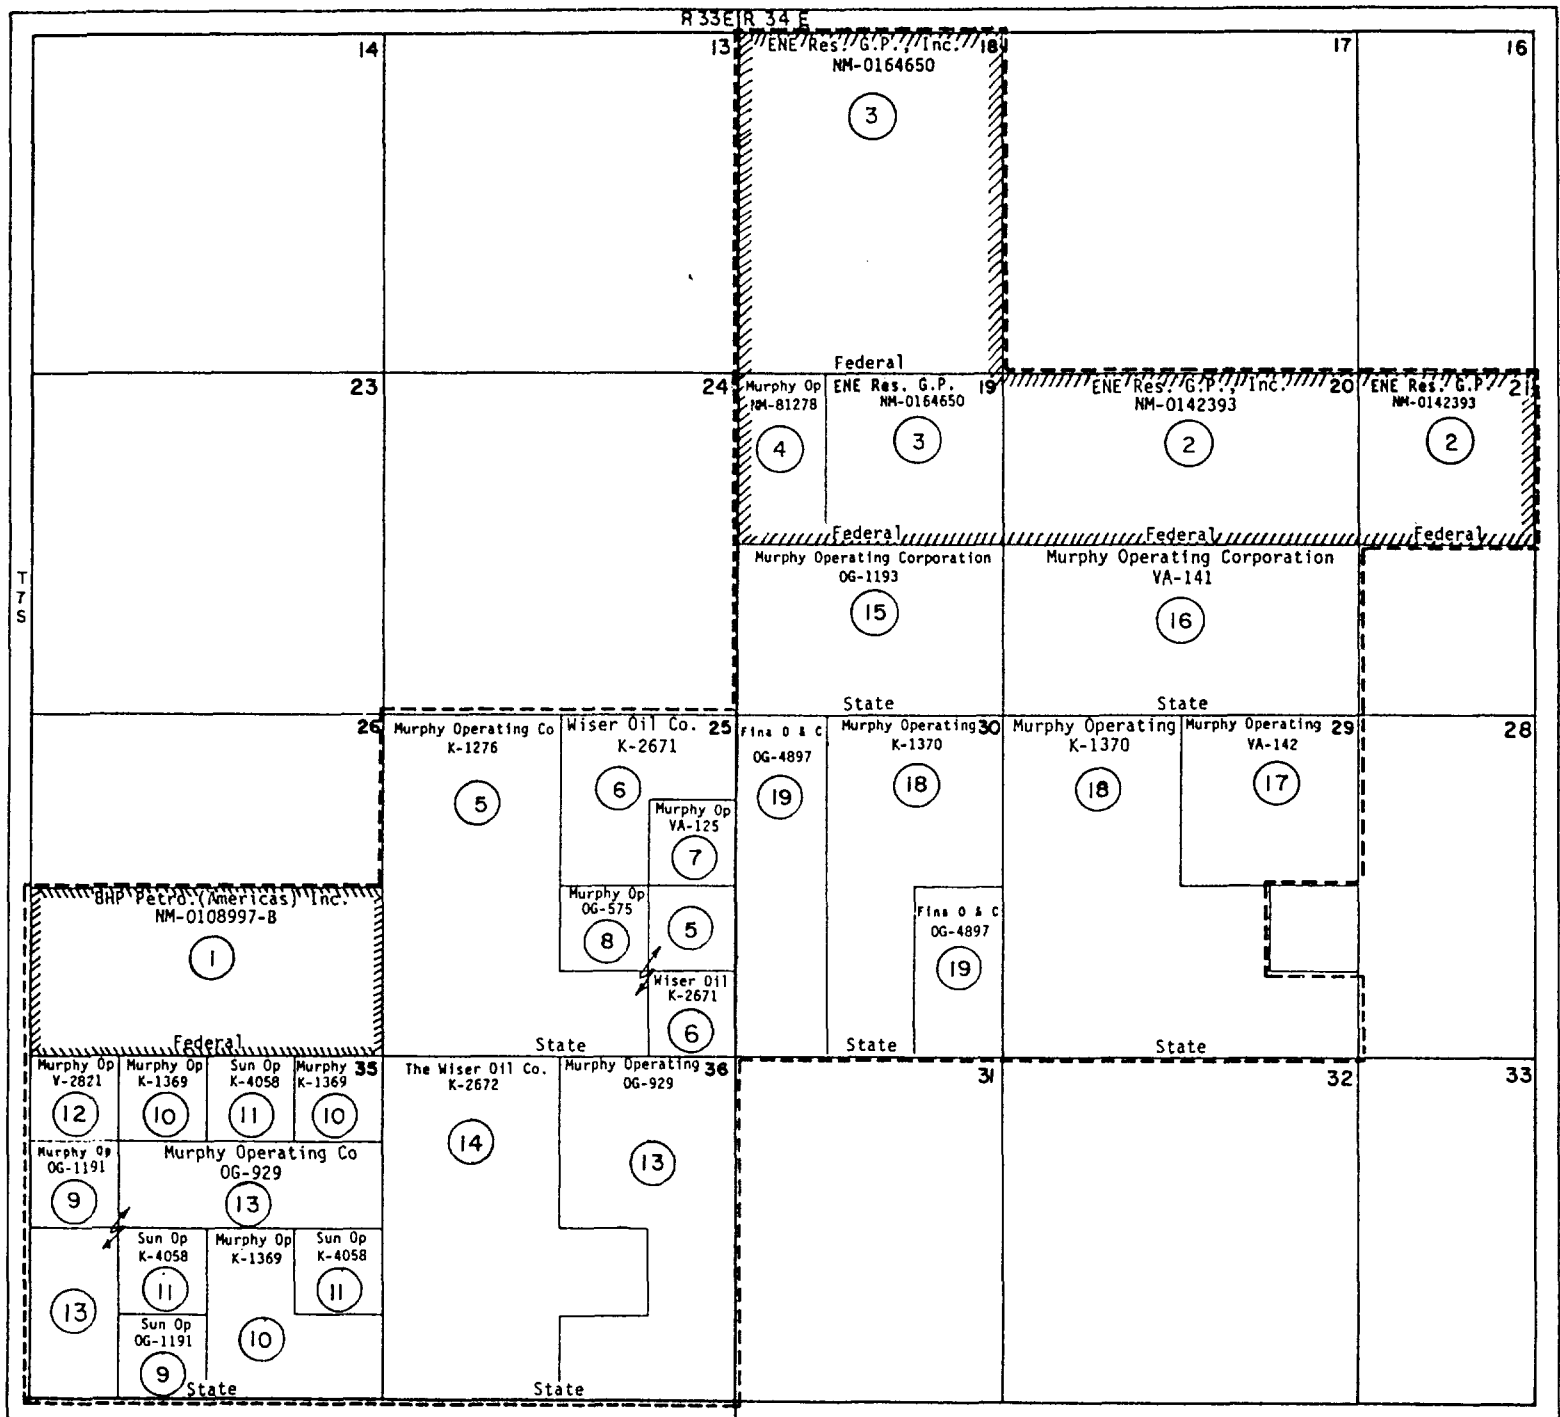 R 33E R 34 E
14
13
ENE Res. G.P., Inc.
18
17
16
NM-0164650
3
Federal
23
24
Murphy Op
NM-81278
4
ENE Res. G.P.
19
NM-0164650
3
ENE Res. G.P., Inc.
20
NM-0142393
2
ENE Res. G.P.
21
NM-0142393
2
Federal
Federal
Federal
T
7
S
Murphy Operating Corporation
OG-1193
15
State
Murphy Operating Corporation
VA-141
16
State
26
Murphy Operating Co
K-1276
5
Wiser Oil Co.
25
K-2671
6
Murphy Op
VA-125
7
Murphy Op
OG-575
8
5
Wiser Oil
K-2671
6
State
Fina O & C
OG-4897
19
Murphy Operating
30
K-1370
18
Fina O & C
OG-4897
19
State
Murphy Operating
K-1370
18
Murphy Operating
29
VA-142
17
State
28
BHP Petro.(Americas) Inc.
NM-0108997-B
1
Federal
Murphy Op
V-2821
12
Murphy Op
K-1369
10
Sun Op
K-4058
11
Murphy
35
K-1369
10
Murphy Op
OG-1191
9
Murphy Operating Co
OG-929
13
13
Sun Op
K-4058
11
Murphy Op
K-1369
10
Sun Op
K-4058
11
Sun Op
OG-1191
9
State
The Wiser Oil Co.
K-2672
14
Murphy Operating
36
OG-929
13
State
31
32
33